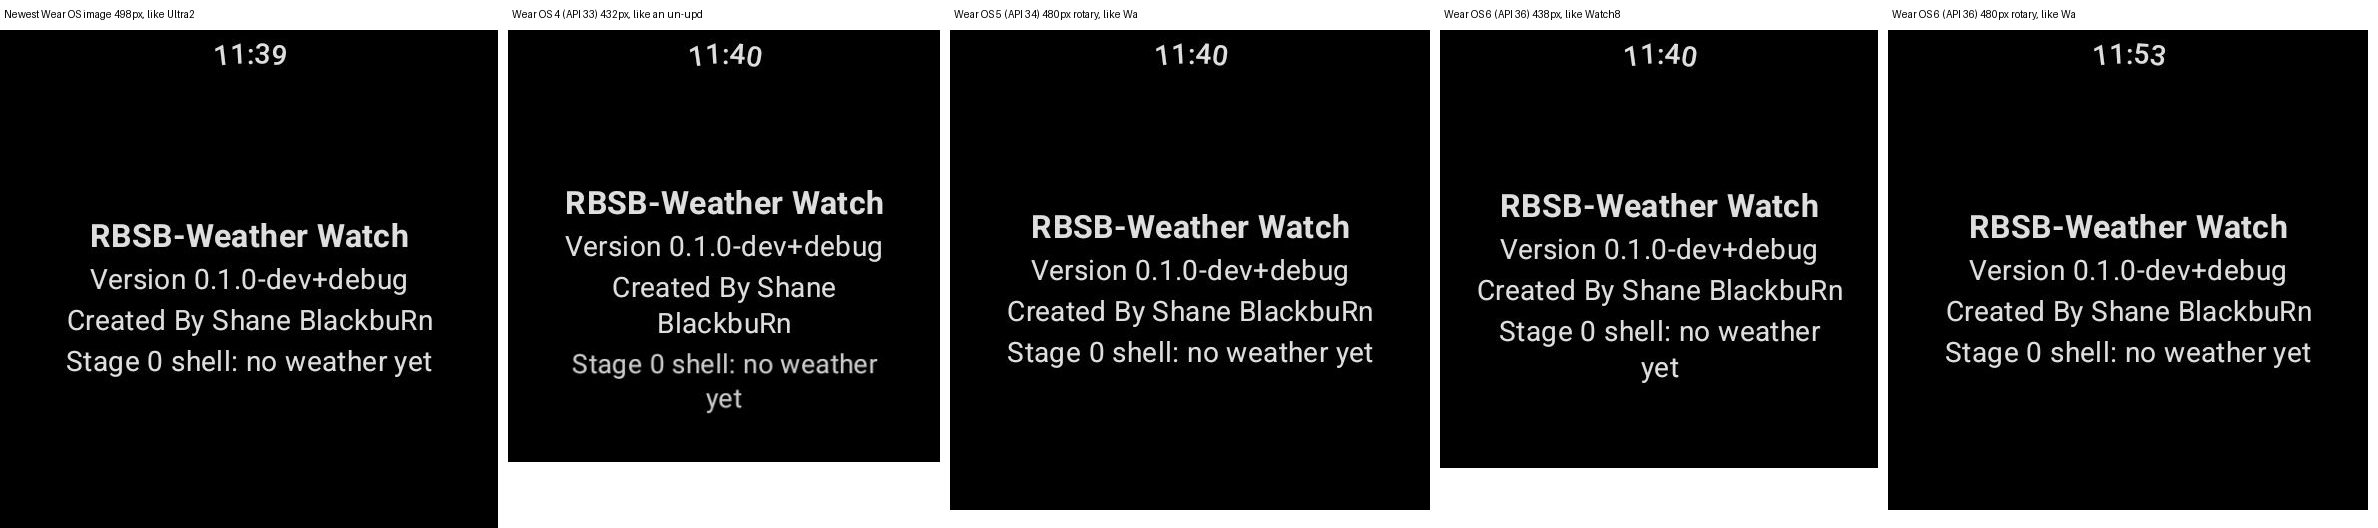 Newest Wear OS image 498px, like Ultra2
11:39
RBSB-Weather Watch
Version 0.1.0-dev+debug
Created By Shane BlackbuRn
Stage 0 shell: no weather yet
Wear OS 4 (API 33) 432px, like an un-upd
11:40
RBSB-Weather Watch
Version 0.1.0-dev+debug
Created By Shane
BlackbuRn
Stage 0 shell: no weather
yet
Wear OS 5 (API 34) 480px rotary, like Wa
11:40
RBSB-Weather Watch
Version 0.1.0-dev+debug
Created By Shane BlackbuRn
Stage 0 shell: no weather yet
Wear OS 6 (API 36) 438px, like Watch8
11:40
RBSB-Weather Watch
Version 0.1.0-dev+debug
Created By Shane BlackbuRn
Stage 0 shell: no weather
yet
Wear OS 6 (API 36) 480px rotary, like Wa
11:53
RBSB-Weather Watch
Version 0.1.0-dev+debug
Created By Shane BlackbuRn
Stage 0 shell: no weather yet